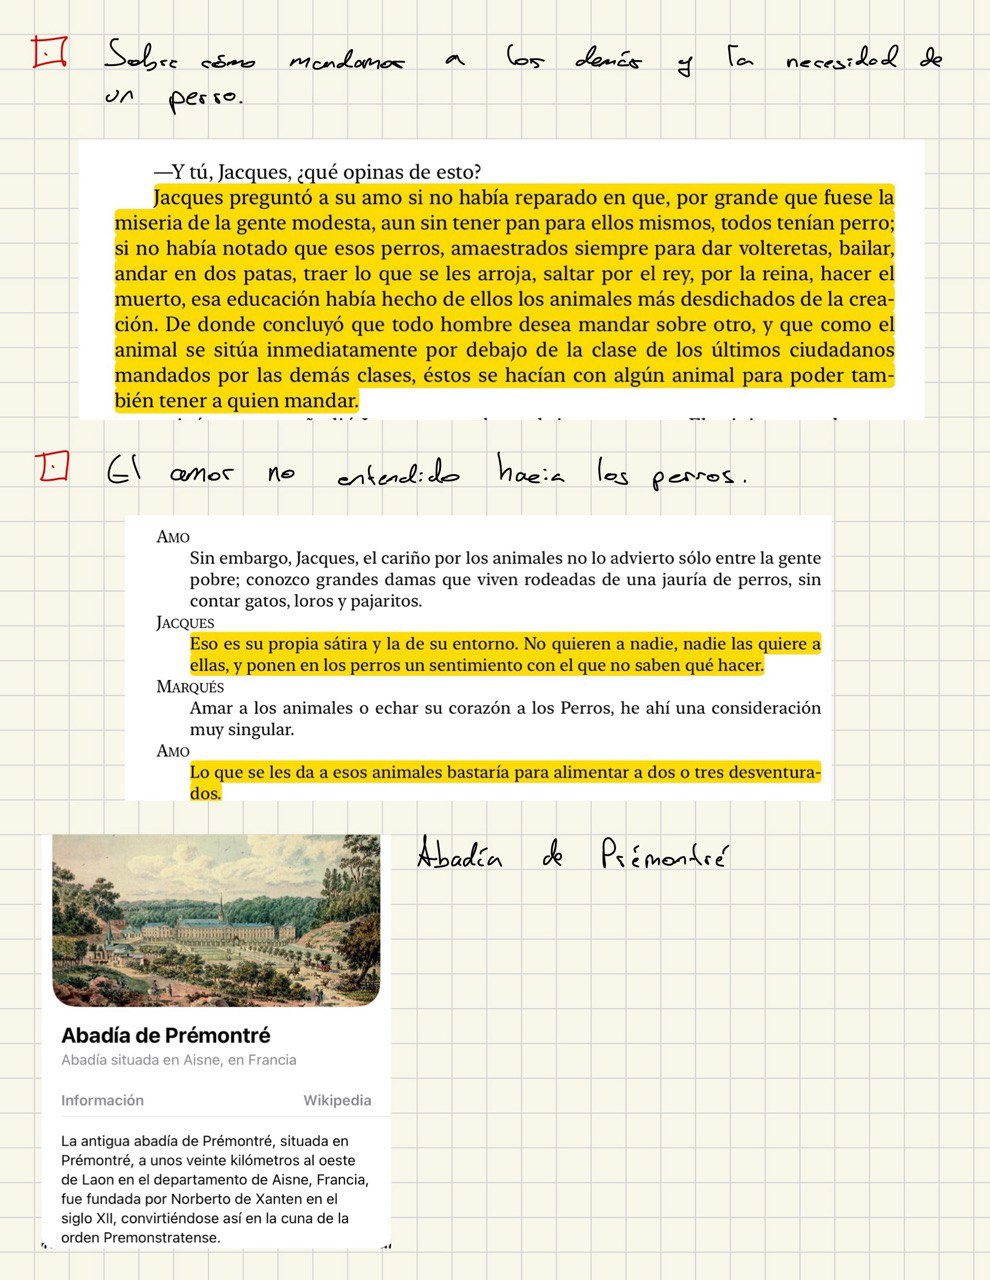 Sobre cómo mandamos a los demás y la necesidad de
un perro.
—Y tú, Jacques, ¿qué opinas de esto?
Jacques preguntó a su amo si no había reparado en que, por grande que fuese la
miseria de la gente modesta, aun sin tener pan para ellos mismos, todos tenían perro;
si no había notado que esos perros, amaestrados siempre para dar volteretas, bailar,
andar en dos patas, traer lo que se les arroja, saltar por el rey, por la reina, hacer el
muerto, esa educación había hecho de ellos los animales más desdichados de la crea-
ción. De donde concluyó que todo hombre desea mandar sobre otro, y que como el
animal se sitúa inmediatamente por debajo de la clase de los últimos ciudadanos
mandados por las demás clases, éstos se hacían con algún animal para poder tam-
bién tener a quien mandar.
El amor no entendido hacia los perros.
AMO
Sin embargo, Jacques, el cariño por los animales no lo advierto sólo entre la gente
pobre; conozco grandes damas que viven rodeadas de una jauría de perros, sin
contar gatos, loros y pajaritos.
JACQUES
Eso es su propia sátira y la de su entorno. No quieren a nadie, nadie las quiere a
ellas, y ponen en los perros un sentimiento con el que no saben qué hacer.
MARQUÉS
Amar a los animales o echar su corazón a los Perros, he ahí una consideración
muy singular.
AMO
Lo que se les da a esos animales bastaría para alimentar a dos o tres desventura-
dos.
Abadía de Prémontré
Abadía de Prémontré
Abadía situada en Aisne, en Francia
Información Wikipedia
La antigua abadía de Prémontré, situada en
Prémontré, a unos veinte kilómetros al oeste
de Laon en el departamento de Aisne, Francia,
fue fundada por Norberto de Xanten en el
siglo XII, convirtiéndose así en la cuna de la
orden Premonstratense.